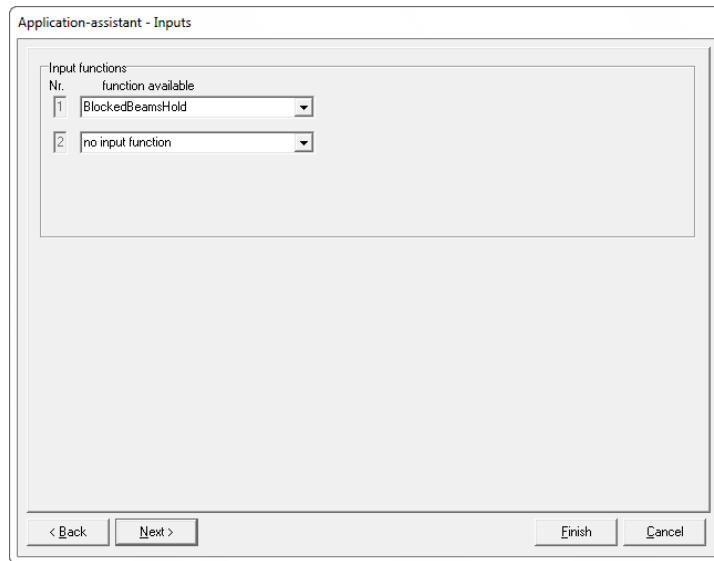 Application-assistant - Inputs
Input functions
Nr. function available
1 BlockedBeamsHold
2 no input function
< Back Next > Finish Cancel